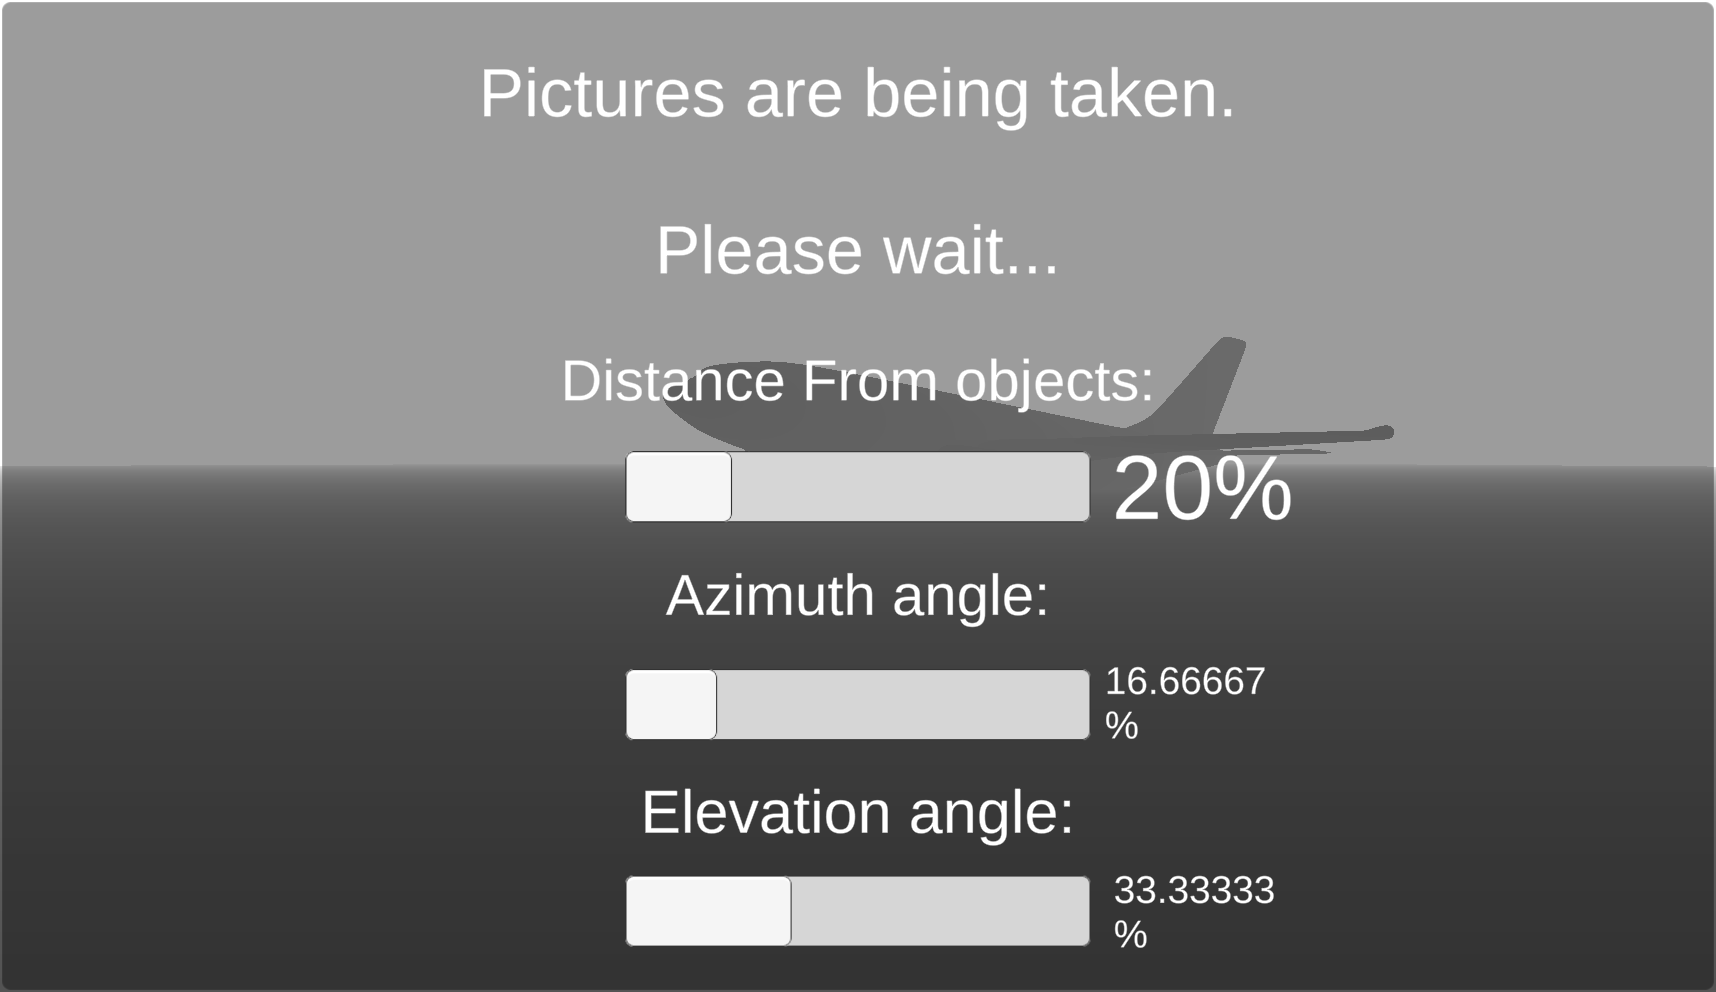 Pictures are being taken.
Please wait...
Distance From objects:
20%
Azimuth angle:
16.66667
%
Elevation angle:
33.33333
%